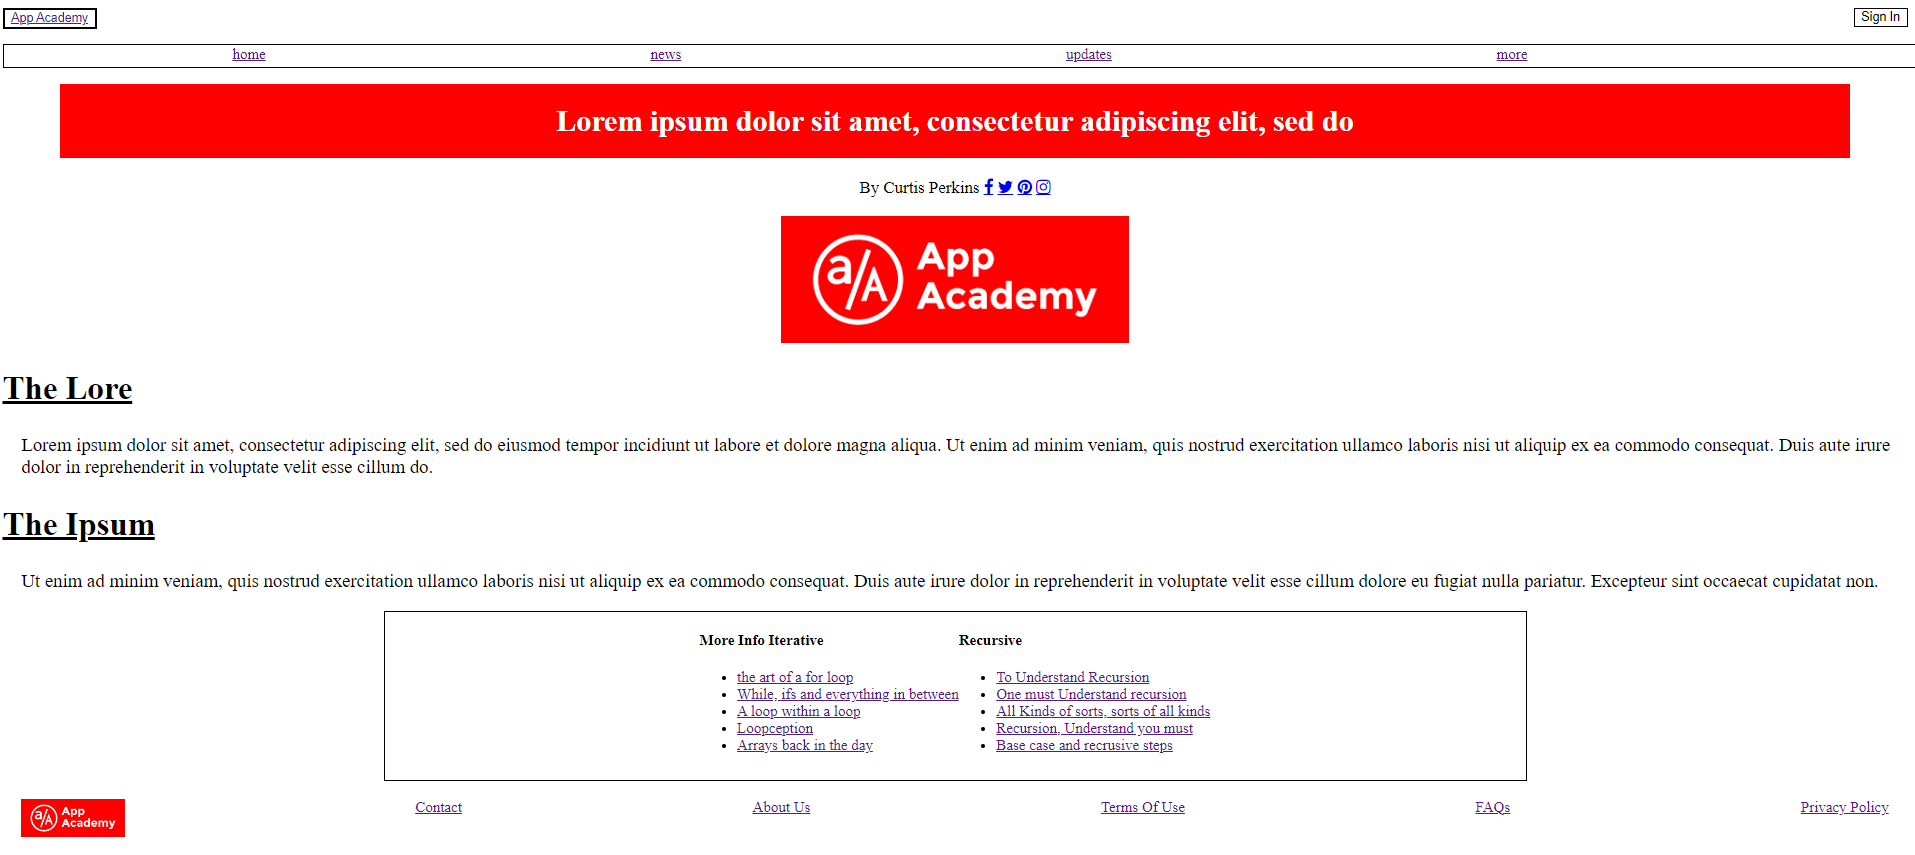 App Academy
Sign In
home news updates more
Lorem ipsum dolor sit amet, consectetur adipiscing elit, sed do
By Curtis Perkins
a/A App
Academy
The Lore
Lorem ipsum dolor sit amet, consectetur adipiscing elit, sed do eiusmod tempor incidiunt ut labore et dolore magna aliqua. Ut enim ad minim veniam, quis nostrud exercitation ullamco laboris nisi ut aliquip ex ea commodo consequat. Duis aute irure
dolor in reprehenderit in voluptate velit esse cillum do.
The Ipsum
Ut enim ad minim veniam, quis nostrud exercitation ullamco laboris nisi ut aliquip ex ea commodo consequat. Duis aute irure dolor in reprehenderit in voluptate velit esse cillum dolore eu fugiat nulla pariatur. Excepteur sint occaecat cupidatat non.
More Info Iterative
the art of a for loop
While, ifs and everything in between
A loop within a loop
Loopception
Arrays back in the day
Recursive
To Understand Recursion
One must Understand recursion
All Kinds of sorts, sorts of all kinds
Recursion, Understand you must
Base case and recrusive steps
a/A App
Academy
Contact About Us Terms Of Use FAQs Privacy Policy